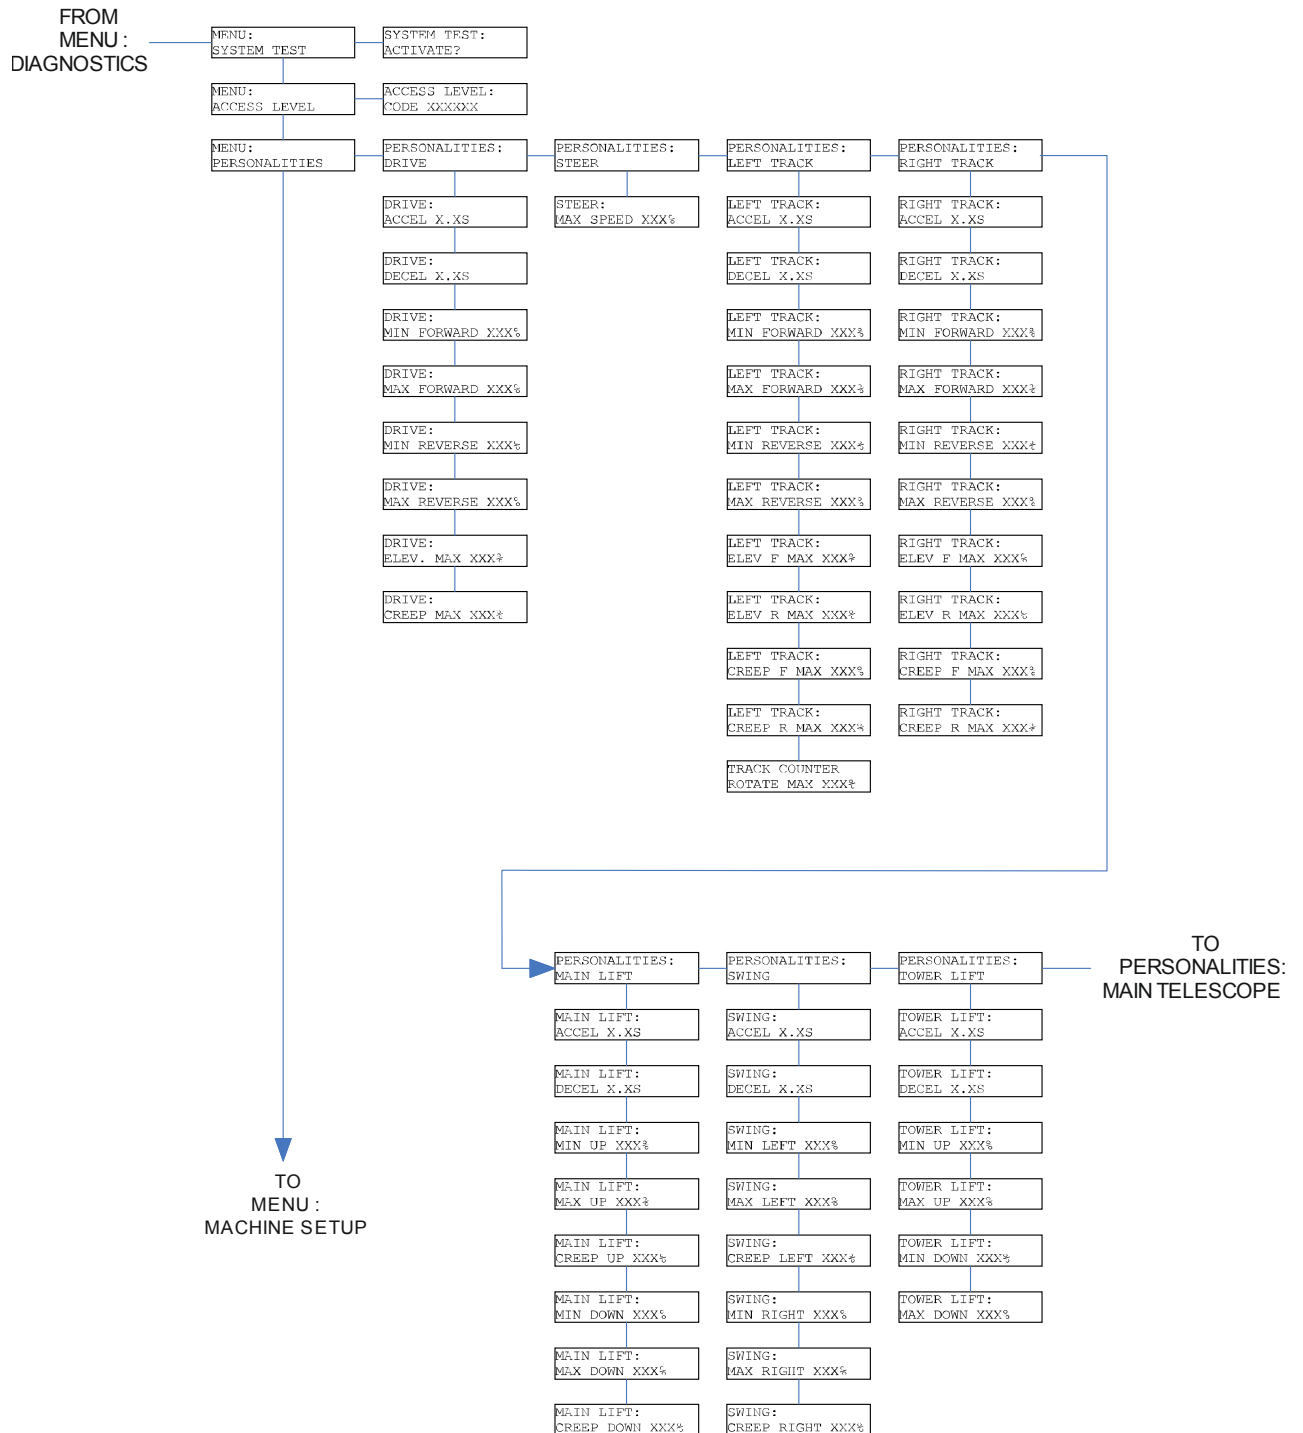 FROM
MENU :
DIAGNOSTICS
MENU:
SYSTEM TEST
SYSTEM TEST:
ACTIVATE?
MENU:
ACCESS LEVEL
ACCESS LEVEL:
CODE XXXXXX
MENU:
PERSONALITIES
PERSONALITIES:
DRIVE
DRIVE:
ACCEL X.XS
DRIVE:
DECEL X.XS
DRIVE:
MIN FORWARD XXX%
DRIVE:
MAX FORWARD XXX%
DRIVE:
MIN REVERSE XXX%
DRIVE:
MAX REVERSE XXX%
DRIVE:
ELEV. MAX XXX%
DRIVE:
CREEP MAX XXX%
PERSONALITIES:
STEER
STEER:
MAX SPEED XXX%
PERSONALITIES:
LEFT TRACK
LEFT TRACK:
ACCEL X.XS
LEFT TRACK:
DECEL X.XS
LEFT TRACK:
MIN FORWARD XXX%
LEFT TRACK:
MAX FORWARD XXX%
LEFT TRACK:
MIN REVERSE XXX%
LEFT TRACK:
MAX REVERSE XXX%
LEFT TRACK:
ELEV F MAX XXX%
LEFT TRACK:
ELEV R MAX XXX%
LEFT TRACK:
CREEP F MAX XXX%
LEFT TRACK:
CREEP R MAX XXX%
TRACK COUNTER
ROTATE MAX XXX%
PERSONALITIES:
RIGHT TRACK
RIGHT TRACK:
ACCEL X.XS
RIGHT TRACK:
DECEL X.XS
RIGHT TRACK:
MIN FORWARD XXX%
RIGHT TRACK:
MAX FORWARD XXX%
RIGHT TRACK:
MIN REVERSE XXX%
RIGHT TRACK:
MAX REVERSE XXX%
RIGHT TRACK:
ELEV F MAX XXX%
RIGHT TRACK:
ELEV R MAX XXX%
RIGHT TRACK:
CREEP F MAX XXX%
RIGHT TRACK:
CREEP R MAX XXX%
PERSONALITIES:
MAIN LIFT
MAIN LIFT:
ACCEL X.XS
MAIN LIFT:
DECEL X.XS
MAIN LIFT:
MIN UP XXX%
MAIN LIFT:
MAX UP XXX%
MAIN LIFT:
CREEP UP XXX%
MAIN LIFT:
MIN DOWN XXX%
MAIN LIFT:
MAX DOWN XXX%
MAIN LIFT:
CREEP DOWN XXX%
PERSONALITIES:
SWING
SWING:
ACCEL X.XS
SWING:
DECEL X.XS
SWING:
MIN LEFT XXX%
SWING:
MAX LEFT XXX%
SWING:
CREEP LEFT XXX%
SWING:
MIN RIGHT XXX%
SWING:
MAX RIGHT XXX%
SWING:
CREEP RIGHT XXX%
PERSONALITIES:
TOWER LIFT
TOWER LIFT:
ACCEL X.XS
TOWER LIFT:
DECEL X.XS
TOWER LIFT:
MIN UP XXX%
TOWER LIFT:
MAX UP XXX%
TOWER LIFT:
MIN DOWN XXX%
TOWER LIFT:
MAX DOWN XXX%
TO
PERSONALITIES:
MAIN TELESCOPE
TO
MENU :
MACHINE SETUP